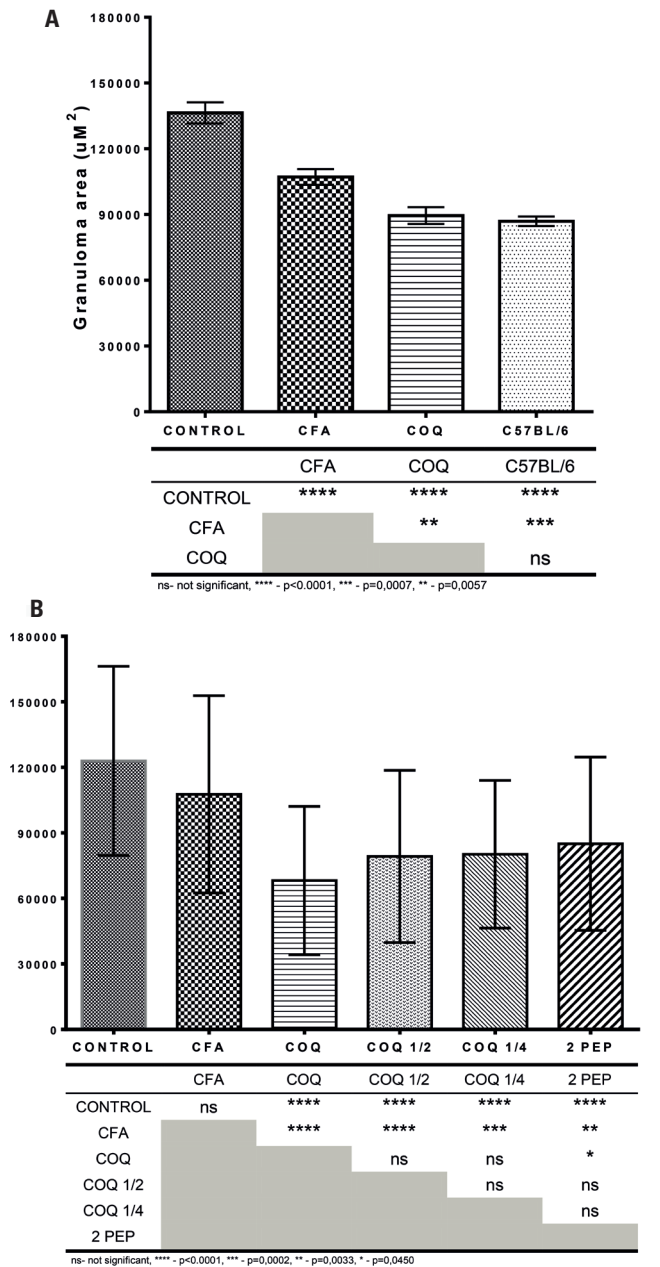 A
180000
150000
120000
90000
60000
30000
0
Granuloma area (uM²)
CONTROL CFA COQ C57BL/6
CFA COQ C57BL/6
CONTROL **** **** ****
CFA ** ***
COQ ns
ns- not significant, **** - p<0.0001, *** - p=0,0007, ** - p=0,0057
B
180000
150000
120000
90000
60000
30000
0
CONTROL CFA COQ COQ 1/2 COQ 1/4 2 PEP
CFA COQ COQ 1/2 COQ 1/4 2 PEP
CONTROL ns **** **** **** ****
CFA **** **** *** **
COQ ns ns *
COQ 1/2 ns ns
COQ 1/4 ns
2 PEP
ns- not significant, **** - p<0.0001, *** - p=0,0002, ** - p=0,0033, * - p=0,0450